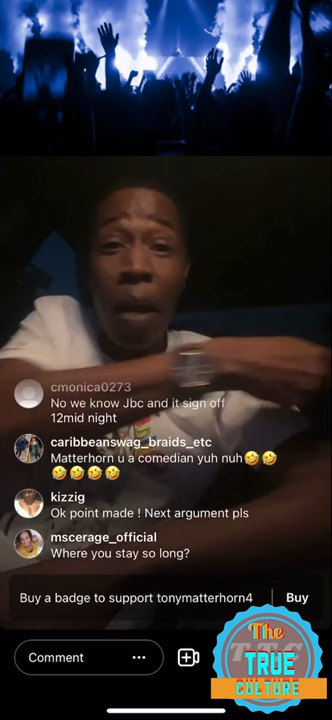 cmonica0273
No we know Jbc and it sign off
12mid night
caribbeanswag_braids_etc
Matterhorn u a comedian yuh nuh🤣🤣
🤣🤣🤣🤣
kizzig
Ok point made ! Next argument pls
mscerage_official
Where you stay so long?
Buy a badge to support tonymatterhorn4
Buy
Comment
The
TRUE
CULTURE